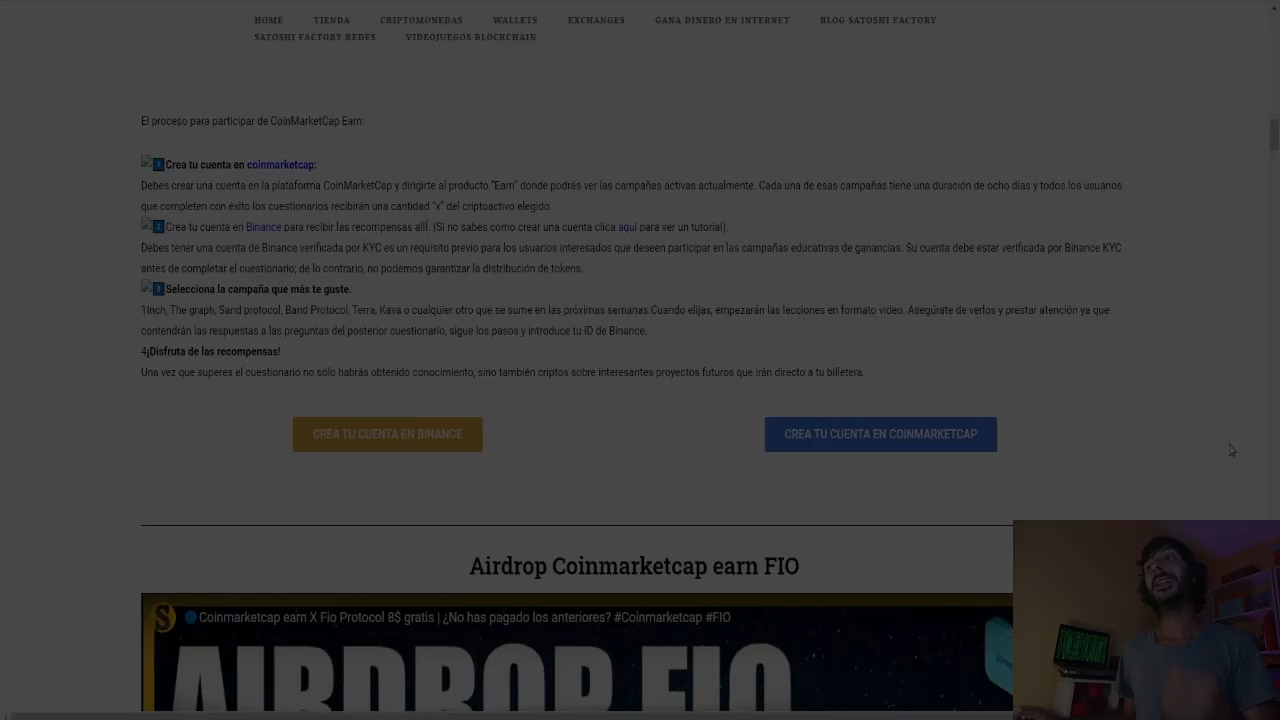 HOME TIENDA CRIPTOMONEDAS WALLETS EXCHANGES GANA DINERO EN INTERNET BLOG SATOSHI FACTORY
SATOSHI FACTORY REDES VIDEOJUEGOS BLOCKCHAIN
El proceso para participar de CoinMarketCap Earn:
1 Crea tu cuenta en coinmarketcap:
Debes crear una cuenta en la plataforma CoinMarketCap y dirigirte al producto “Earn” donde podrás ver las campañas activas actualmente. Cada una de esas campañas tiene una duración de ocho días y todos los usuarios
que completen con éxito los cuestionarios recibirán una cantidad “x” del criptoactivo elegido.
2 Crea tu cuenta en Binance para recibir las recompensas allí. (Si no sabes como crear una cuenta clica aquí para ver un tutorial).
Debes tener una cuenta de Binance verificada por KYC es un requisito previo para los usuarios interesados que deseen participar en las campañas educativas de ganancias. Su cuenta debe estar verificada por Binance KYC
antes de completar el cuestionario; de lo contrario, no podemos garantizar la distribución de tokens.
3 Selecciona la campaña que más te guste.
1Inch, The graph, Sand protocol, Band Protocol, Terra, Kava o cualquier otro que se sume en las próximas semanas.Cuando elijas, empezarán las lecciones en formato video. Asegúrate de verlos y prestar atención ya que
contendrán las respuestas a las preguntas del posterior cuestionario, sigue los pasos y introduce tu ID de Binance.
4¡Disfruta de las recompensas!
Una vez que superes el cuestionario no sólo habrás obtenido conocimiento, sino también criptos sobre interesantes proyectos futuros que irán directo a tu billetera.
CREA TU CUENTA EN BINANCE CREA TU CUENTA EN COINMARKETCAP
Airdrop Coinmarketcap earn FIO
S Coinmarketcap earn X Fio Protocol 8$ gratis | ¿No has pagado los anteriores? #Coinmarketcap #FIO
AIRDROP FIO